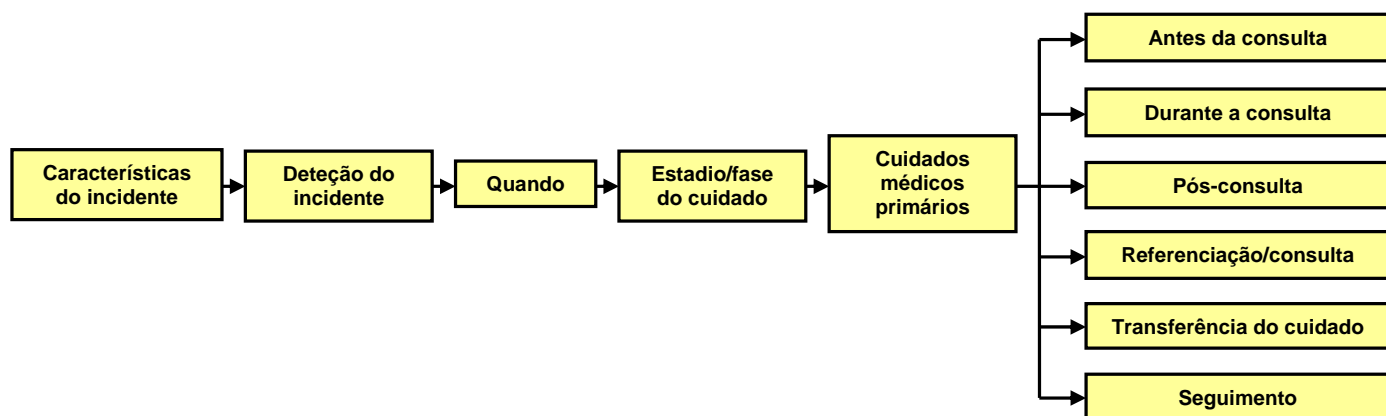 Características
do incidente
Deteção do
incidente
Quando
Estadio/fase
do cuidado
Cuidados
médicos
primários
Antes da consulta
Durante a consulta
Pós-consulta
Referenciação/consulta
Transferência do cuidado
Seguimento